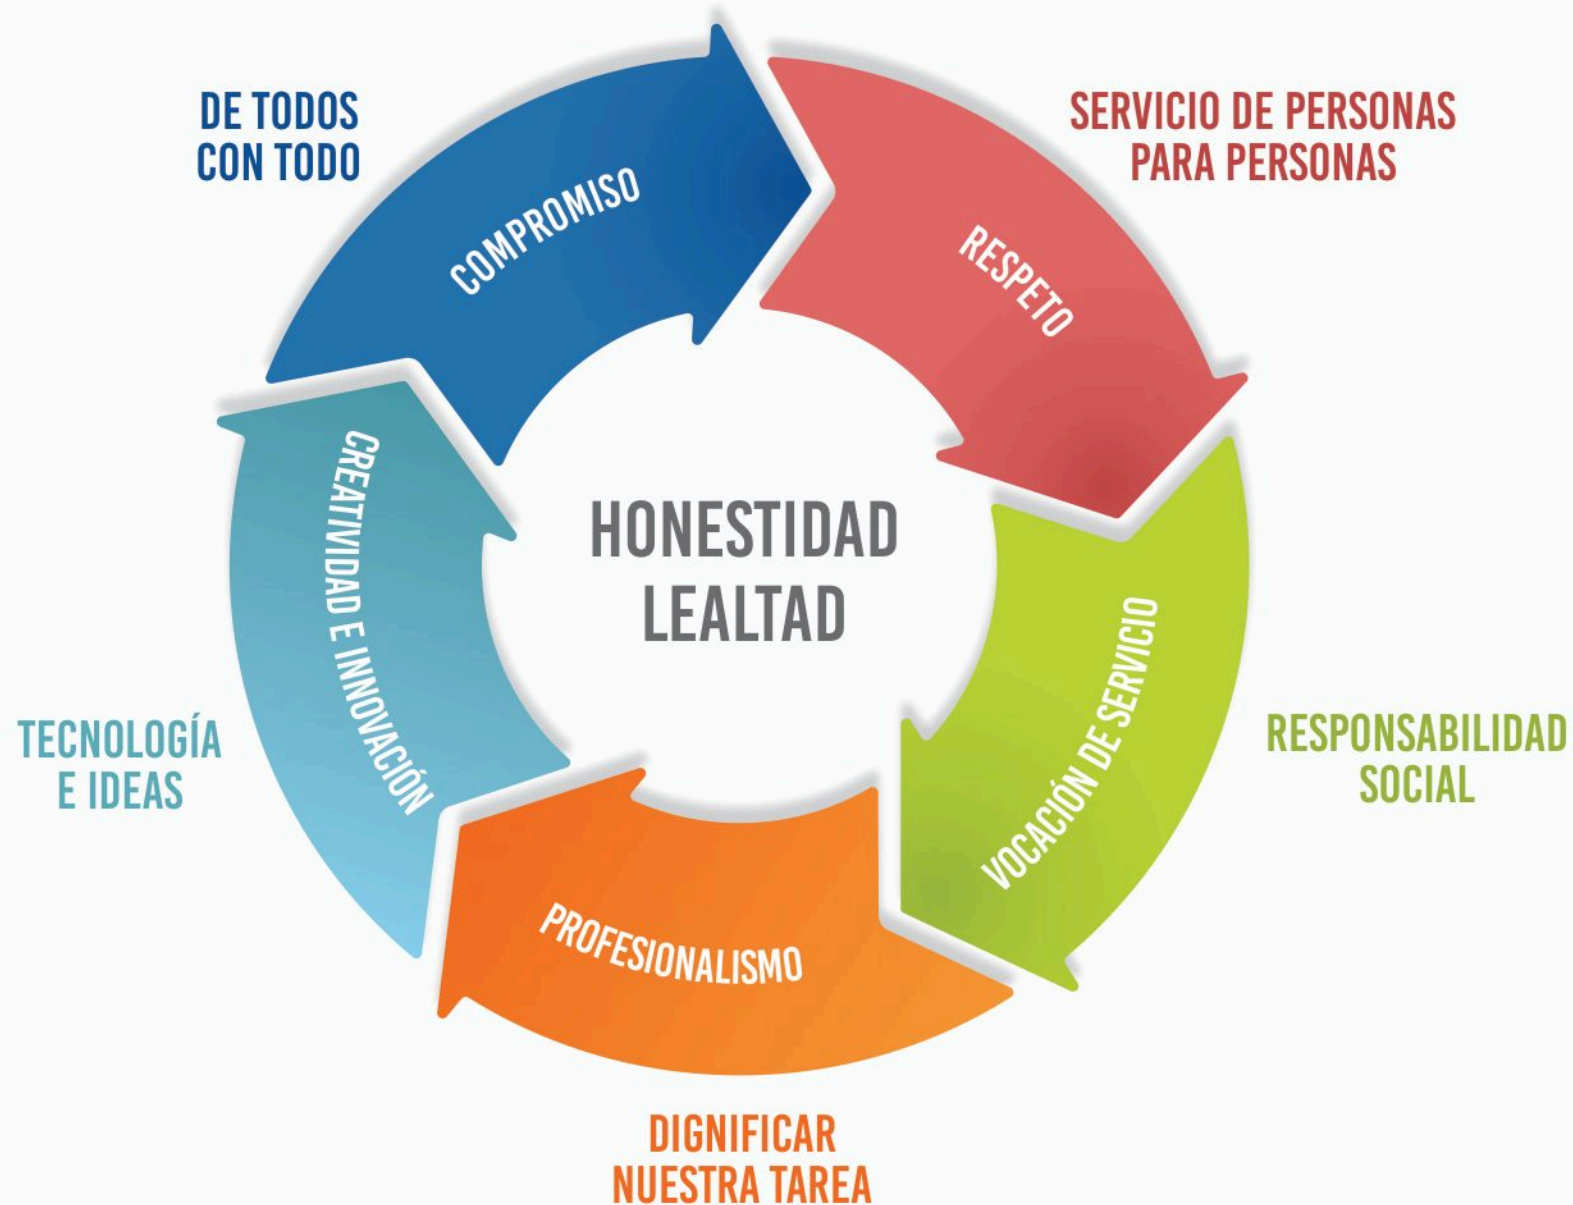 DE TODOS
CON TODO
COMPROMISO
SERVICIO DE PERSONAS
PARA PERSONAS
RESPETO
HONESTIDAD
LEALTAD
VOCACIÓN DE SERVICIO
RESPONSABILIDAD
SOCIAL
PROFESIONALISMO
DIGNIFICAR
NUESTRA TAREA
CREATIVIDAD E INNOVACIÓN
TECNOLOGÍA
E IDEAS